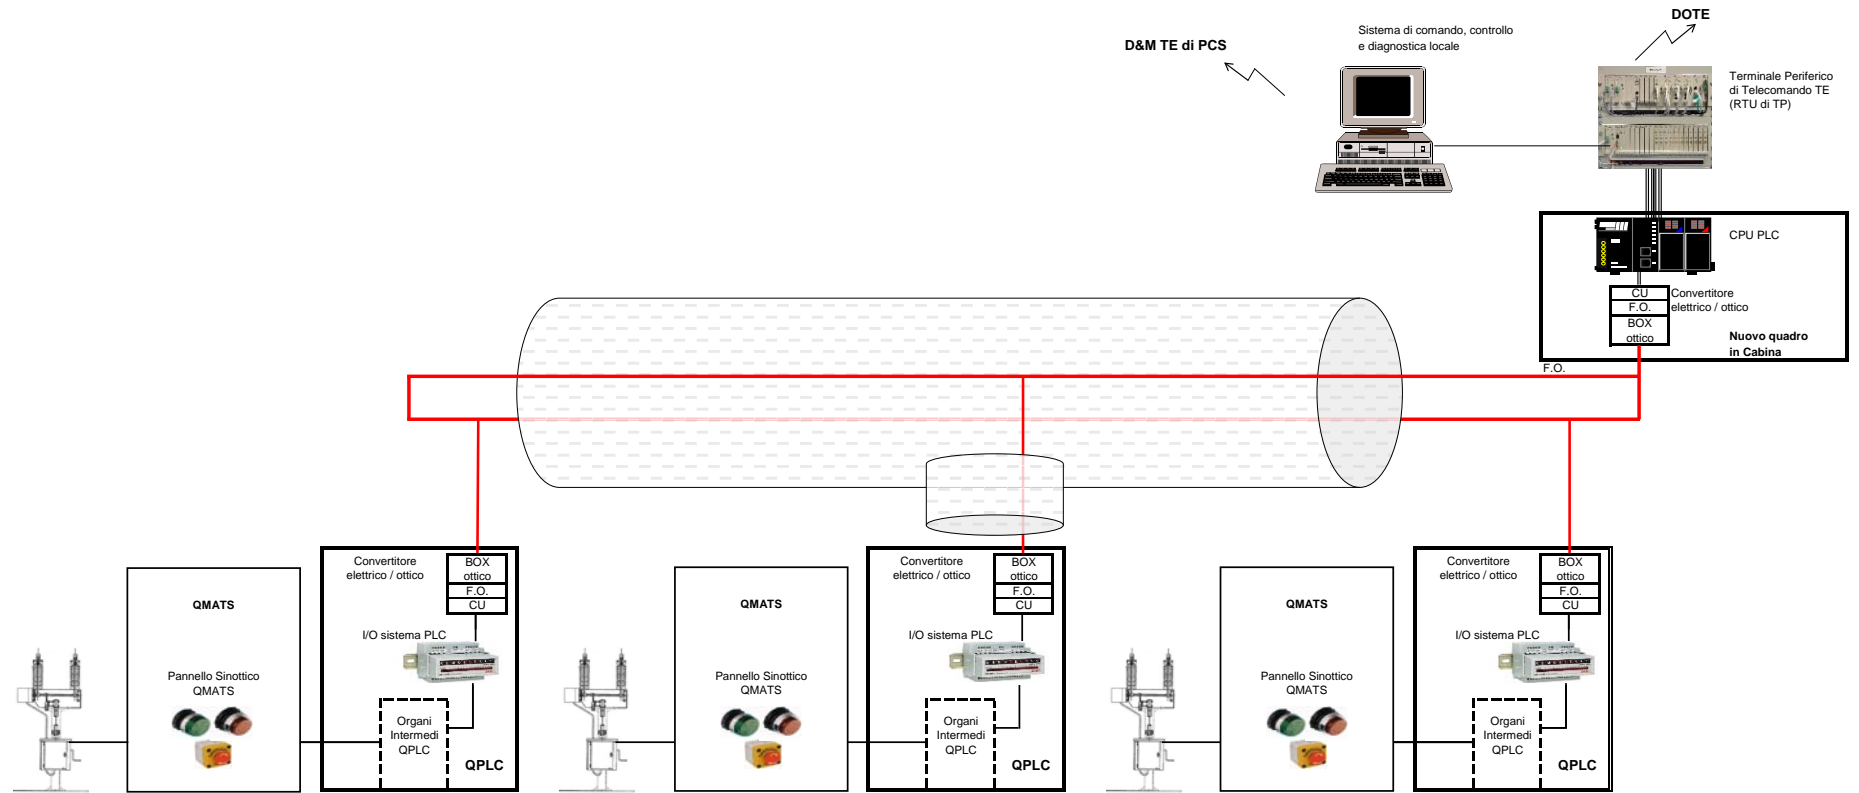 DOTE
Sistema di comando, controllo
e diagnostica locale
D&M TE di PCS
Terminale Periferico
di Telecomando TE
(RTU di TP)
CPU PLC
CU
F.O.
Convertitore
elettrico / ottico
BOX
ottico
Nuovo quadro
in Cabina
F.O.
QMATS
Pannello Sinottico
QMATS
Convertitore
elettrico / ottico
BOX
ottico
F.O.
CU
I/O sistema PLC
Organi
Intermedi
QPLC
QPLC
QMATS
Pannello Sinottico
QMATS
Convertitore
elettrico / ottico
BOX
ottico
F.O.
CU
I/O sistema PLC
Organi
Intermedi
QPLC
QPLC
QMATS
Pannello Sinottico
QMATS
Convertitore
elettrico / ottico
BOX
ottico
F.O.
CU
I/O sistema PLC
Organi
Intermedi
QPLC
QPLC